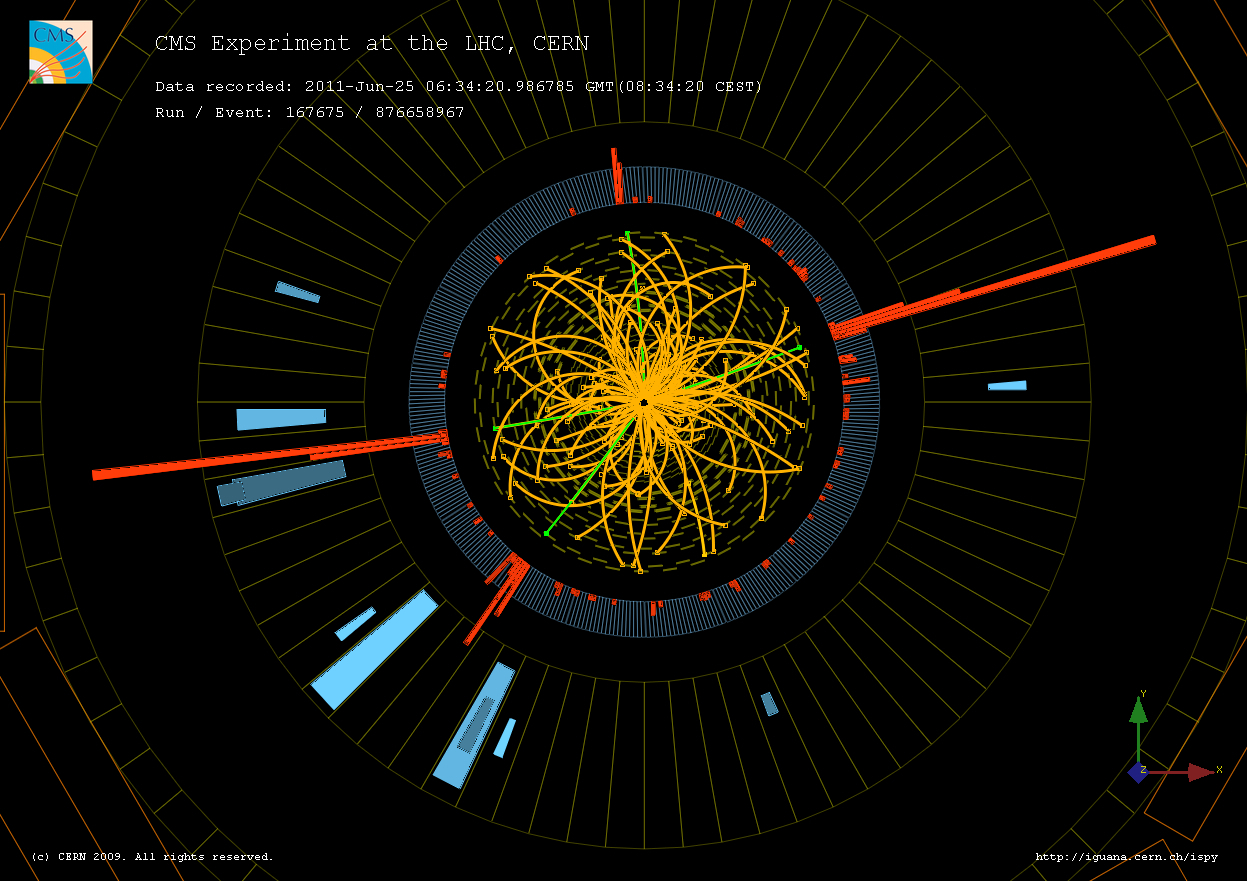 CMS
CMS Experiment at the LHC, CERN
Data recorded: 2011-Jun-25 06:34:20.986785 GMT(08:34:20 CEST)
Run / Event: 167675 / 876658967
Y
Z
X
(c) CERN 2009. All rights reserved.
http://iguana.cern.ch/ispy